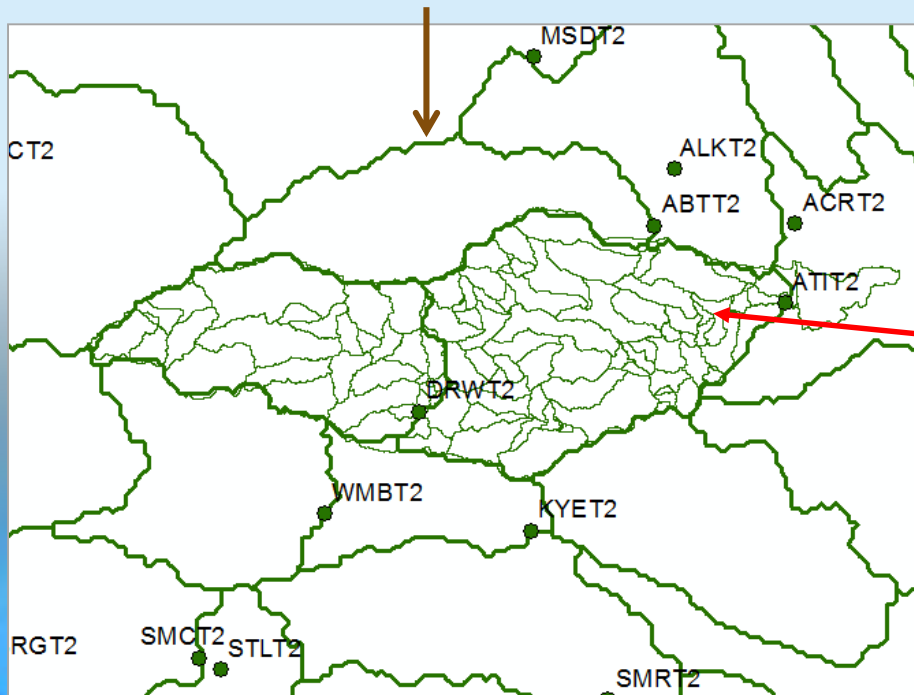 MSDT2
CT2
ALKT2
ABTT2
ACRT2
ATIT2
DRWT2
WMBT2
KYET2
RGT2
SMCT2
STLT2
SMRT2